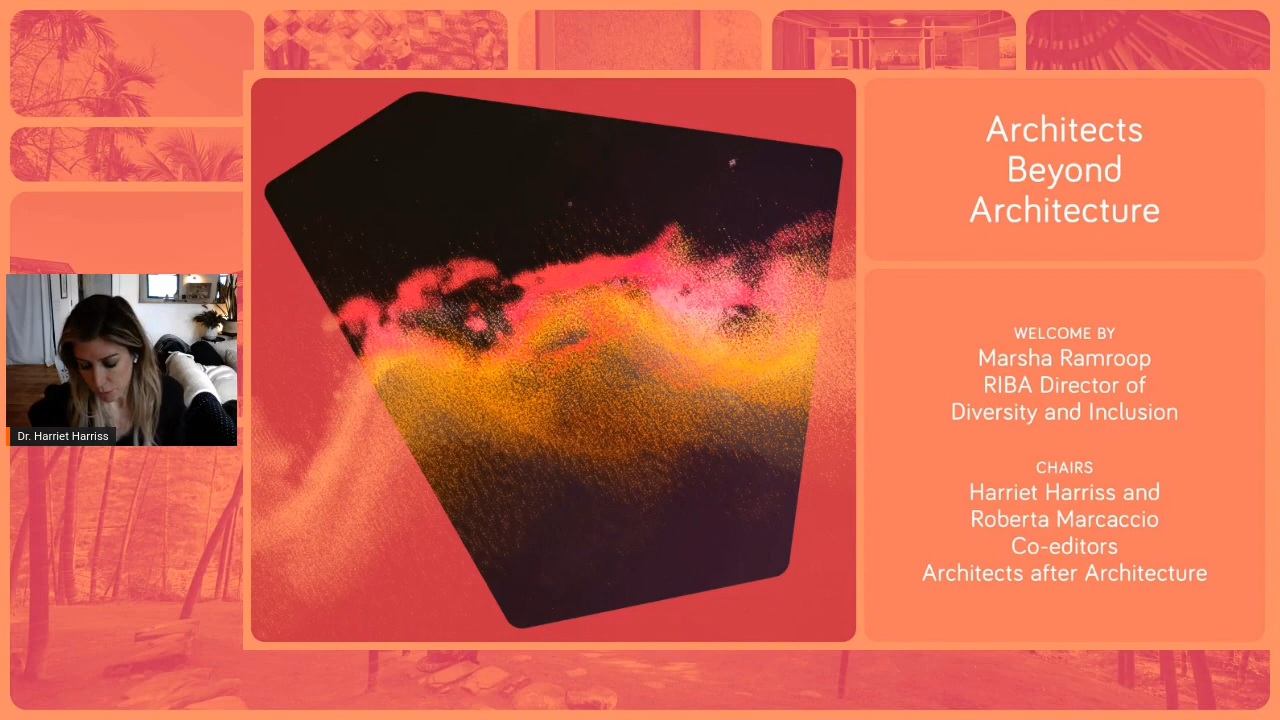 Architects
Beyond
Architecture
WELCOME BY
Marsha Ramroop
RIBA Director of
Diversity and Inclusion
CHAIRS
Harriet Harriss and
Roberta Marcaccio
Co-editors
Architects after Architecture
Dr. Harriet Harriss